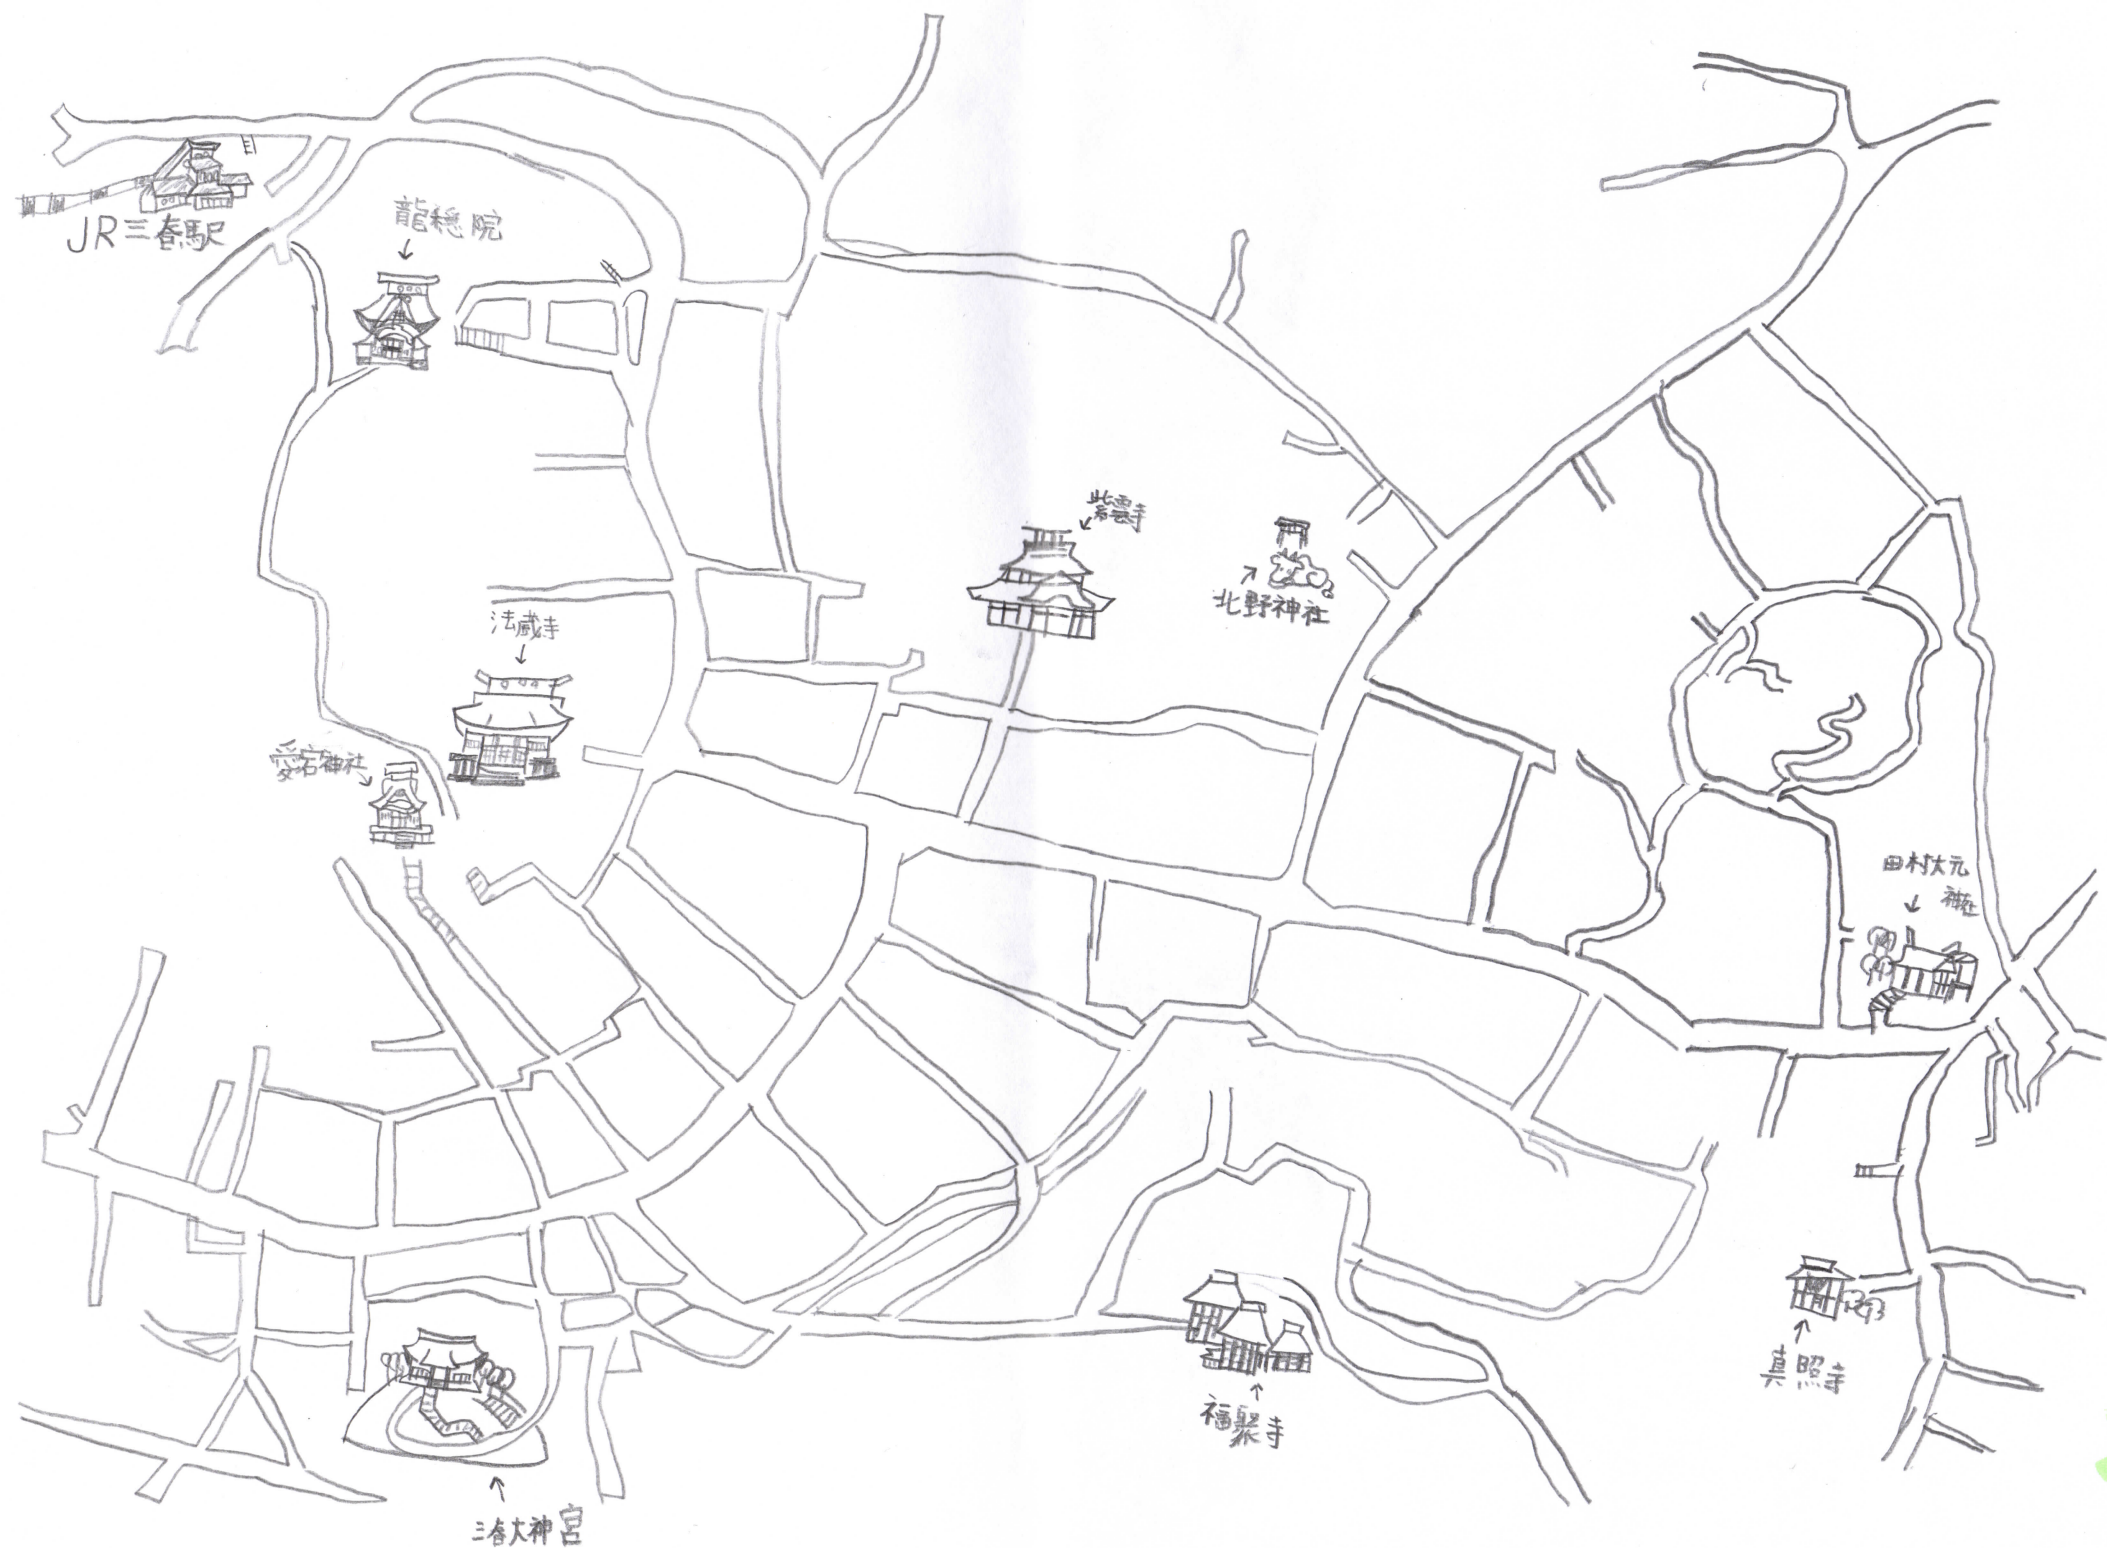 JR三春駅
龍穏院
紫雲寺
北野神社
法蔵寺
愛宕神社
田村大元
神社
真照寺
福聚寺
三春大神宮